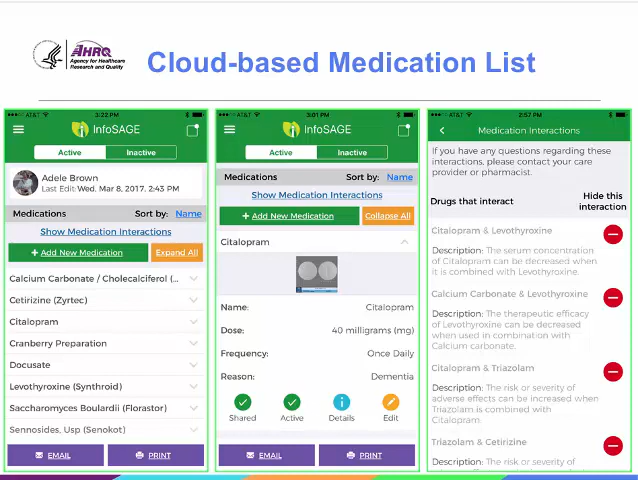 AHRQ
Agency for Healthcare
Research and Quality
Cloud-based Medication List
AT&T 3:22 PM
InfoSAGE
Active Inactive
Adele Brown
Last Edit: Wed. Mar 8, 2017. 2:43 PM
Medications Sort by: Name
Show Medication Interactions
+ Add New Medication Expand All
Calcium Carbonate / Cholecalciferol (...
Cetirizine (Zyrtec)
Citalopram
Cranberry Preparation
Docusate
Levothyroxine (Synthroid)
Saccharomyces Boulardii (Florastor)
Sennosides, Usp (Senokot)
EMAIL PRINT
AT&T 3:01 PM
InfoSAGE
Active Inactive
Medications Sort by: Name
Show Medication Interactions
+ Add New Medication Collapse All
Citalopram
Name: Citalopram
Dose: 40 milligrams (mg)
Frequency: Once Daily
Reason: Dementia
Shared Active Details Edit
EMAIL PRINT
AT&T 2:57 PM
Medication Interactions
If you have any questions regarding these
interactions, please contact your care
provider or pharmacist.
Drugs that interact Hide this
interaction
Citalopram & Levothyroxine
Description: The serum concentration
of Citalopram can be decreased when
it is combined with Levothyroxine.
Calcium Carbonate & Levothyroxine
Description: The therapeutic efficacy
of Levothyroxine can be decreased
when used in combination with
Calcium carbonate.
Citalopram & Triazolam
Description: The risk or severity of
adverse effects can be increased when
Triazolam is combined with
Citalopram.
Triazolam & Cetirizine
Description: The risk or severity of